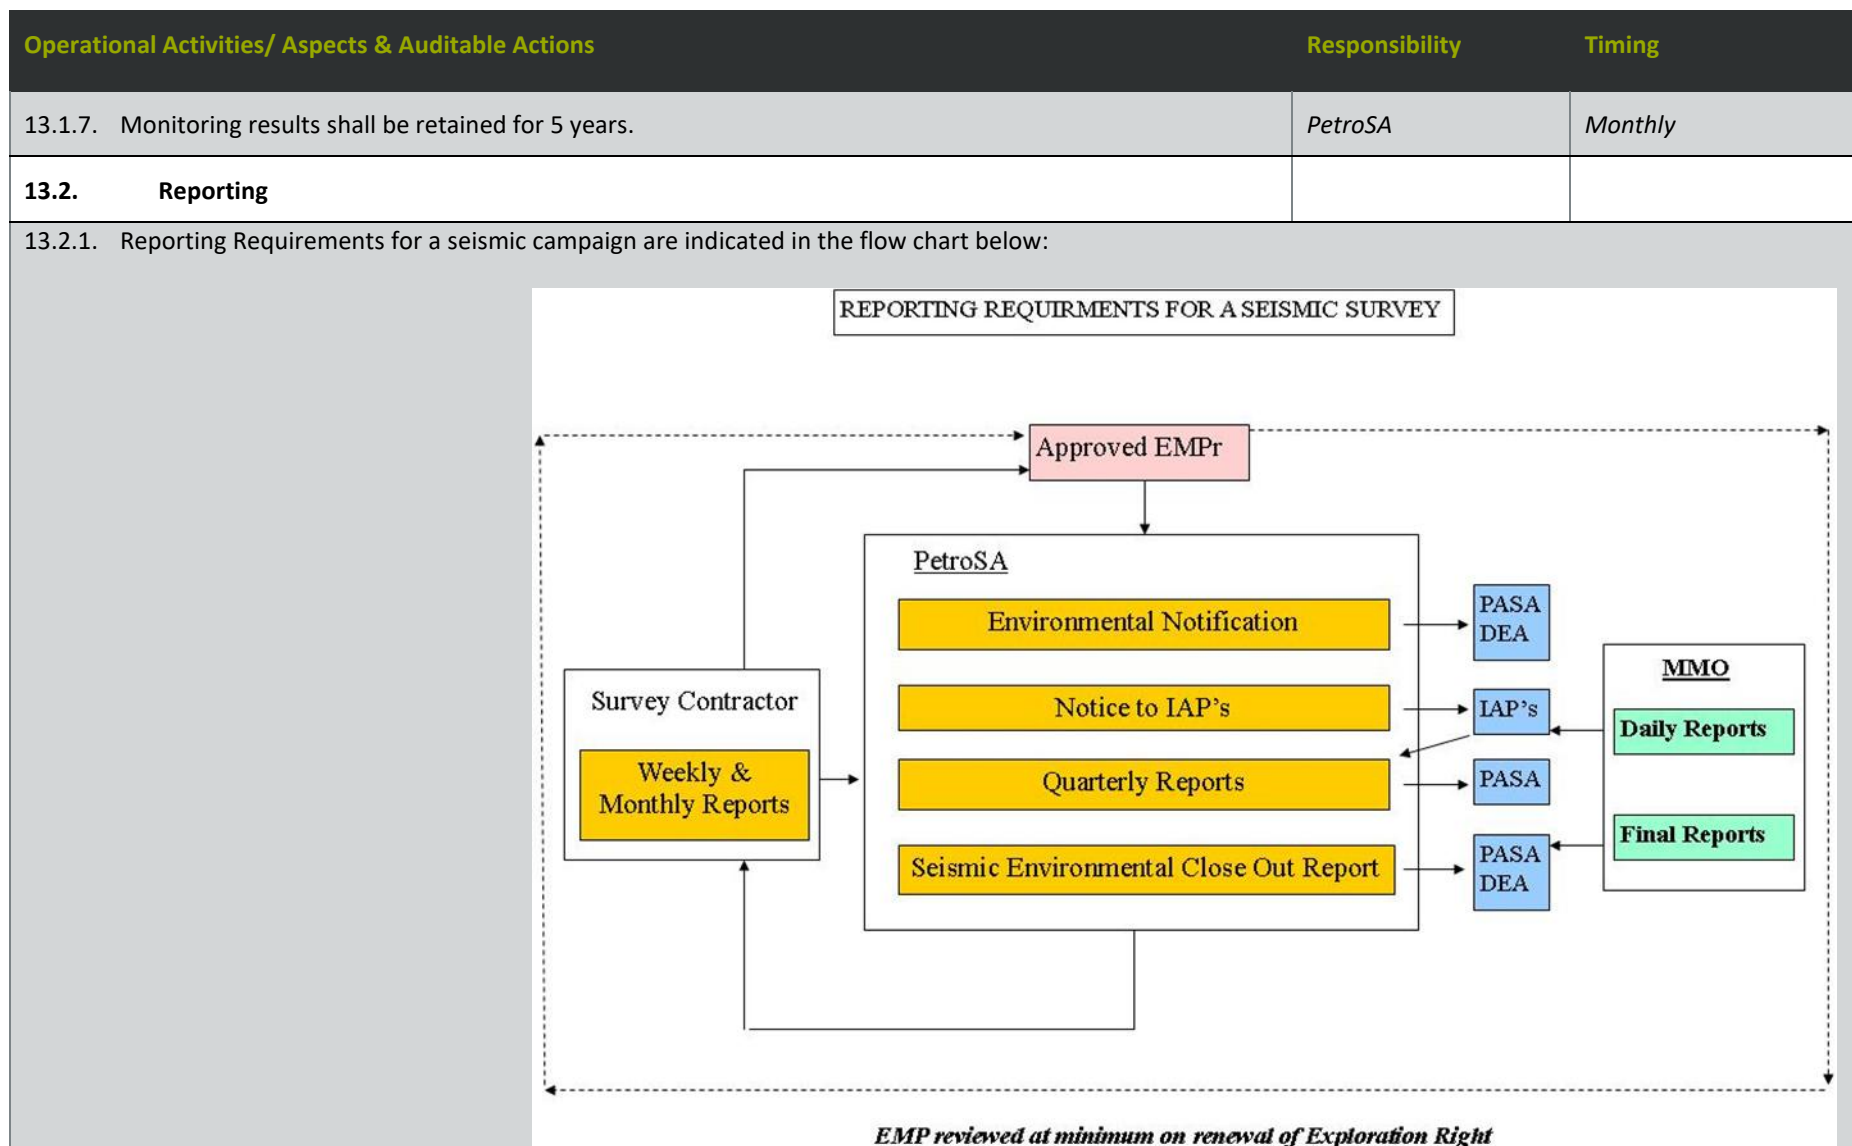 Operational Activities/ Aspects & Auditable Actions Responsibility Timing
13.1.7. Monitoring results shall be retained for 5 years. PetroSA Monthly
13.2. Reporting
13.2.1. Reporting Requirements for a seismic campaign are indicated in the flow chart below:
REPORTING REQUIRMENTS FOR A SEISMIC SURVEY
Approved EMPr
PetroSA
Environmental Notification
PASA
DEA
Notice to IAP's
IAP's
Quarterly Reports
PASA
Seismic Environmental Close Out Report
PASA
DEA
Survey Contractor
Weekly &
Monthly Reports
MMO
Daily Reports
Final Reports
EMP reviewed at minimum on renewal of Exploration Right